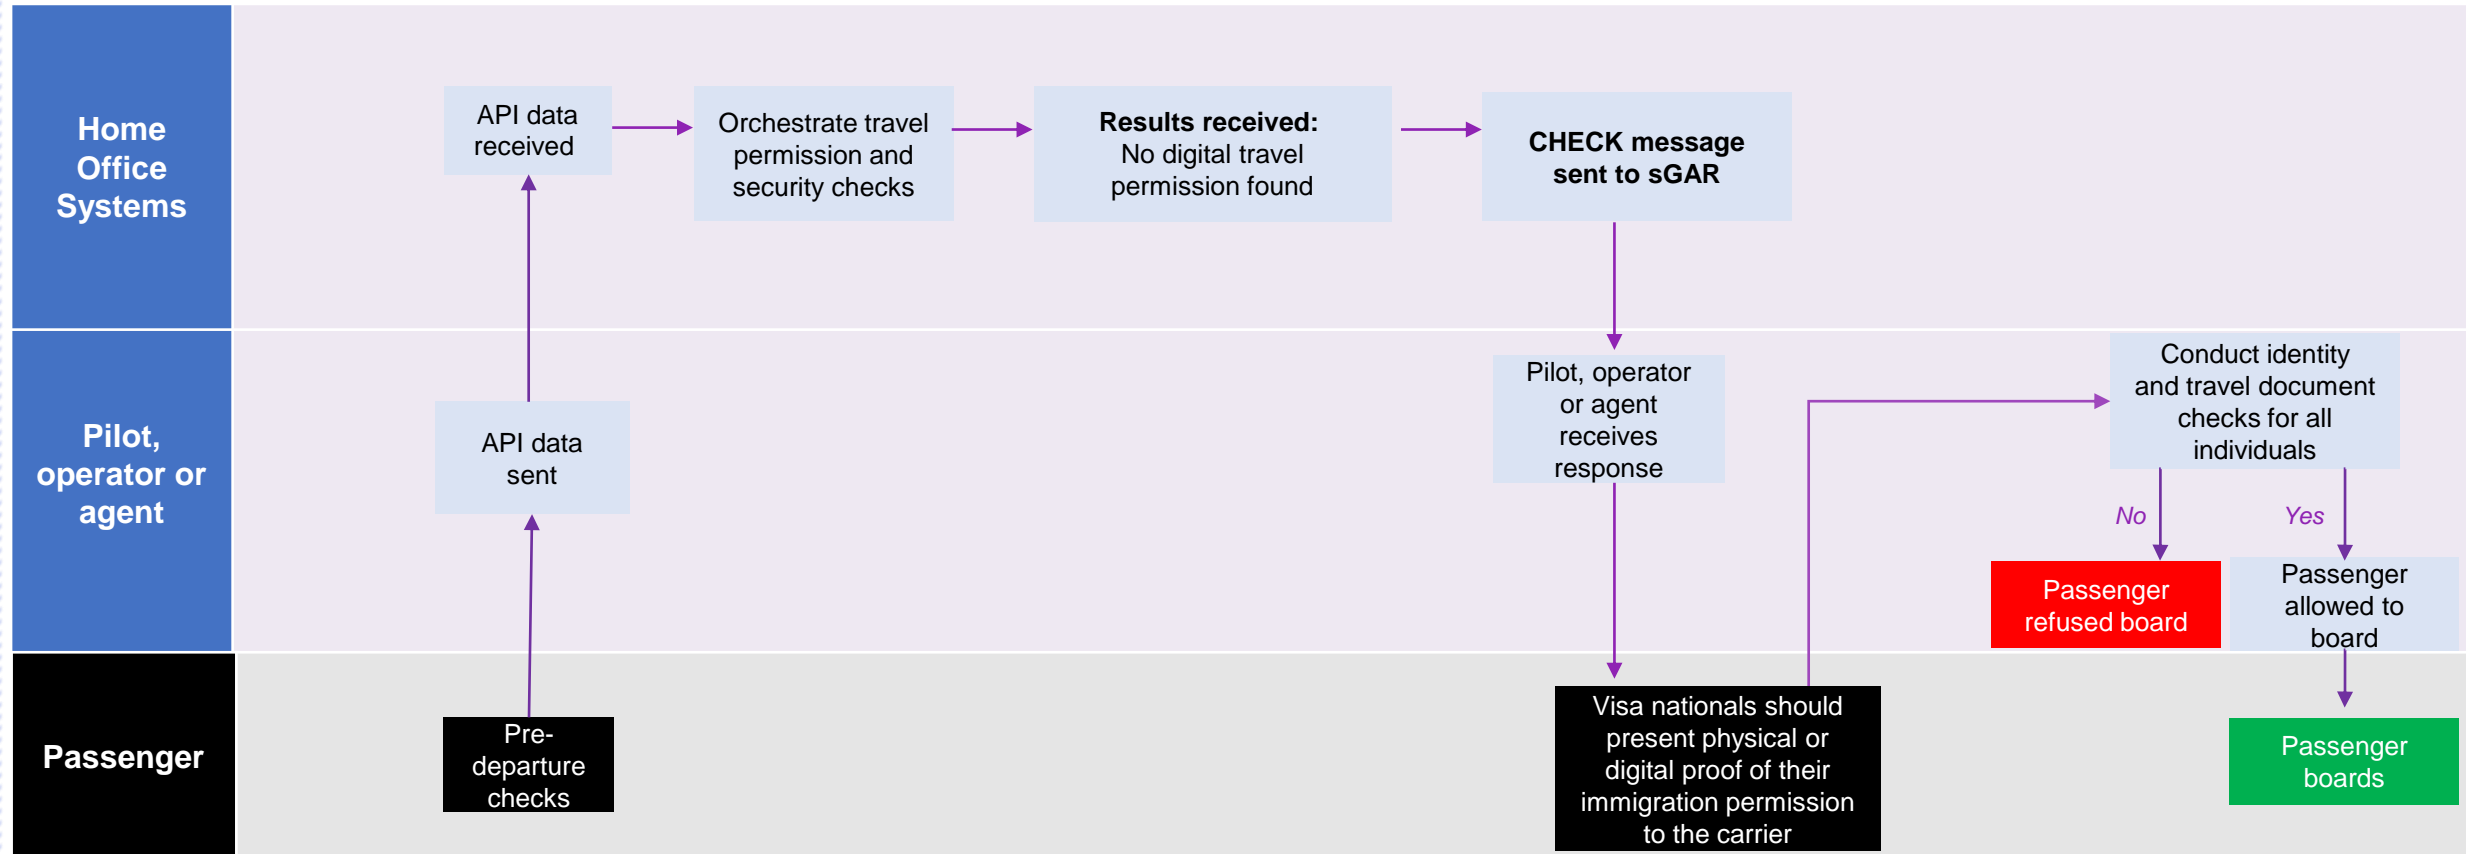 Home
Office
Systems
API data
received
Orchestrate travel
permission and
security checks
Results received:
No digital travel
permission found
CHECK message
sent to sGAR
Pilot,
operator or
agent
API data
sent
Pilot, operator
or agent
receives
response
Conduct identity
and travel document
checks for all
individuals
No
Yes
Passenger
refused board
Passenger
allowed to
board
Passenger
Pre-
departure
checks
Visa nationals should
present physical or
digital proof of their
immigration permission
to the carrier
Passenger
boards